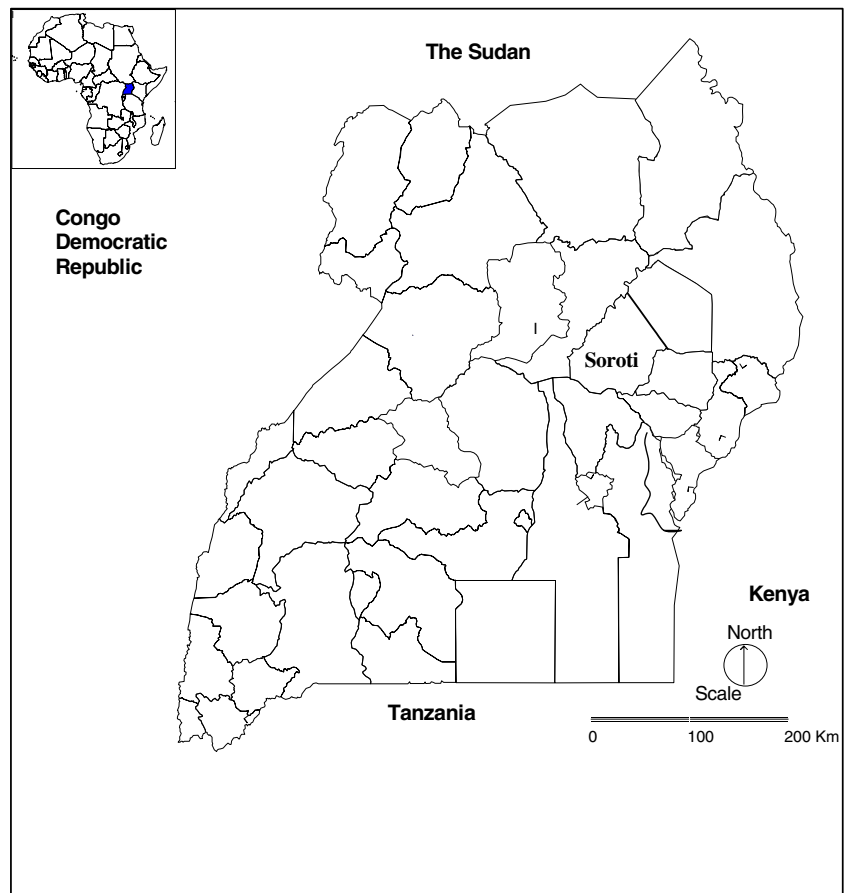 The Sudan
Congo
Democratic
Republic
Soroti
Kenya
North
Scale
Tanzania
0 100 200 Km